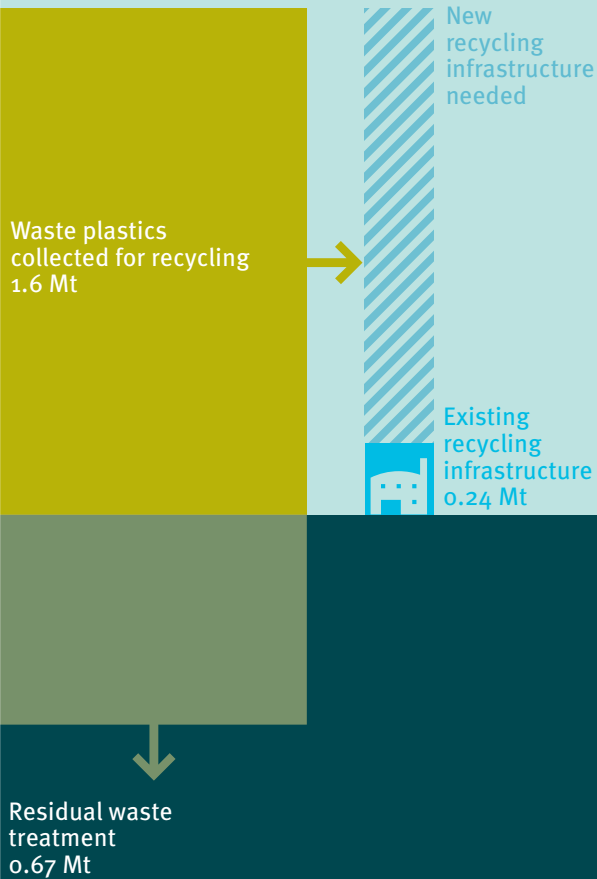 New
recycling
infrastructure
needed
Waste plastics
collected for recycling
1.6 Mt
Existing
recycling
infrastructure
0.24 Mt
Residual waste
treatment
0.67 Mt